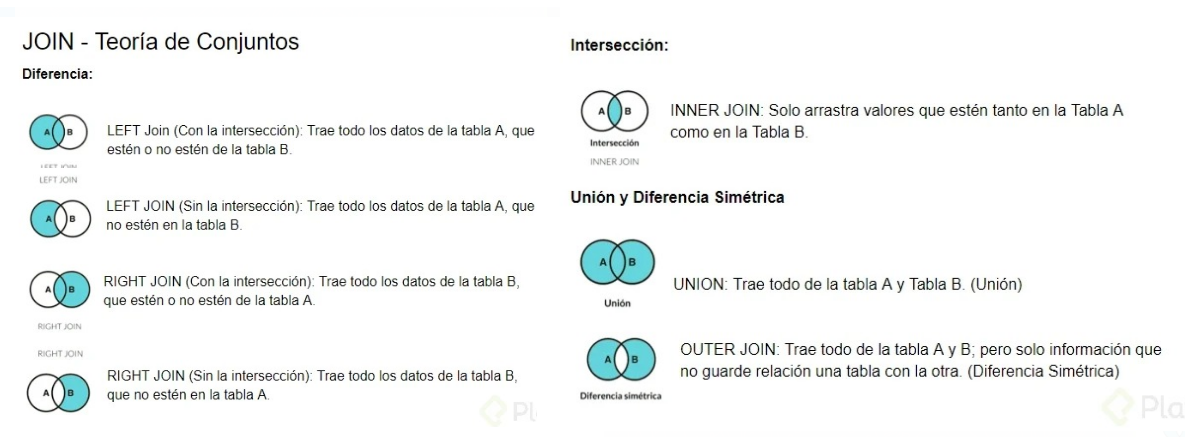 JOIN - Teoría de Conjuntos
Diferencia:
A B
LEFT Join (Con la intersección): Trae todo los datos de la tabla A, que
estén o no estén de la tabla B.
LEFT JOIN
LEFT JOIN
A B
LEFT JOIN (Sin la intersección): Trae todo los datos de la tabla A, que
no estén en la tabla B.
A B
RIGHT JOIN (Con la intersección): Trae todo los datos de la tabla B,
que estén o no estén de la tabla A.
RIGHT JOIN
RIGHT JOIN
A B
RIGHT JOIN (Sin la intersección): Trae todo los datos de la tabla B,
que no estén en la tabla A.
Pl
Intersección:
A B
INNER JOIN: Solo arrastra valores que estén tanto en la Tabla A
como en la Tabla B.
Intersección
INNER JOIN
Unión y Diferencia Simétrica
A B
UNION: Trae todo de la tabla A y Tabla B. (Unión)
Unión
A B
OUTER JOIN: Trae todo de la tabla A y B; pero solo información que
no guarde relación una tabla con la otra. (Diferencia Simétrica)
Diferencia simétrica
Pla